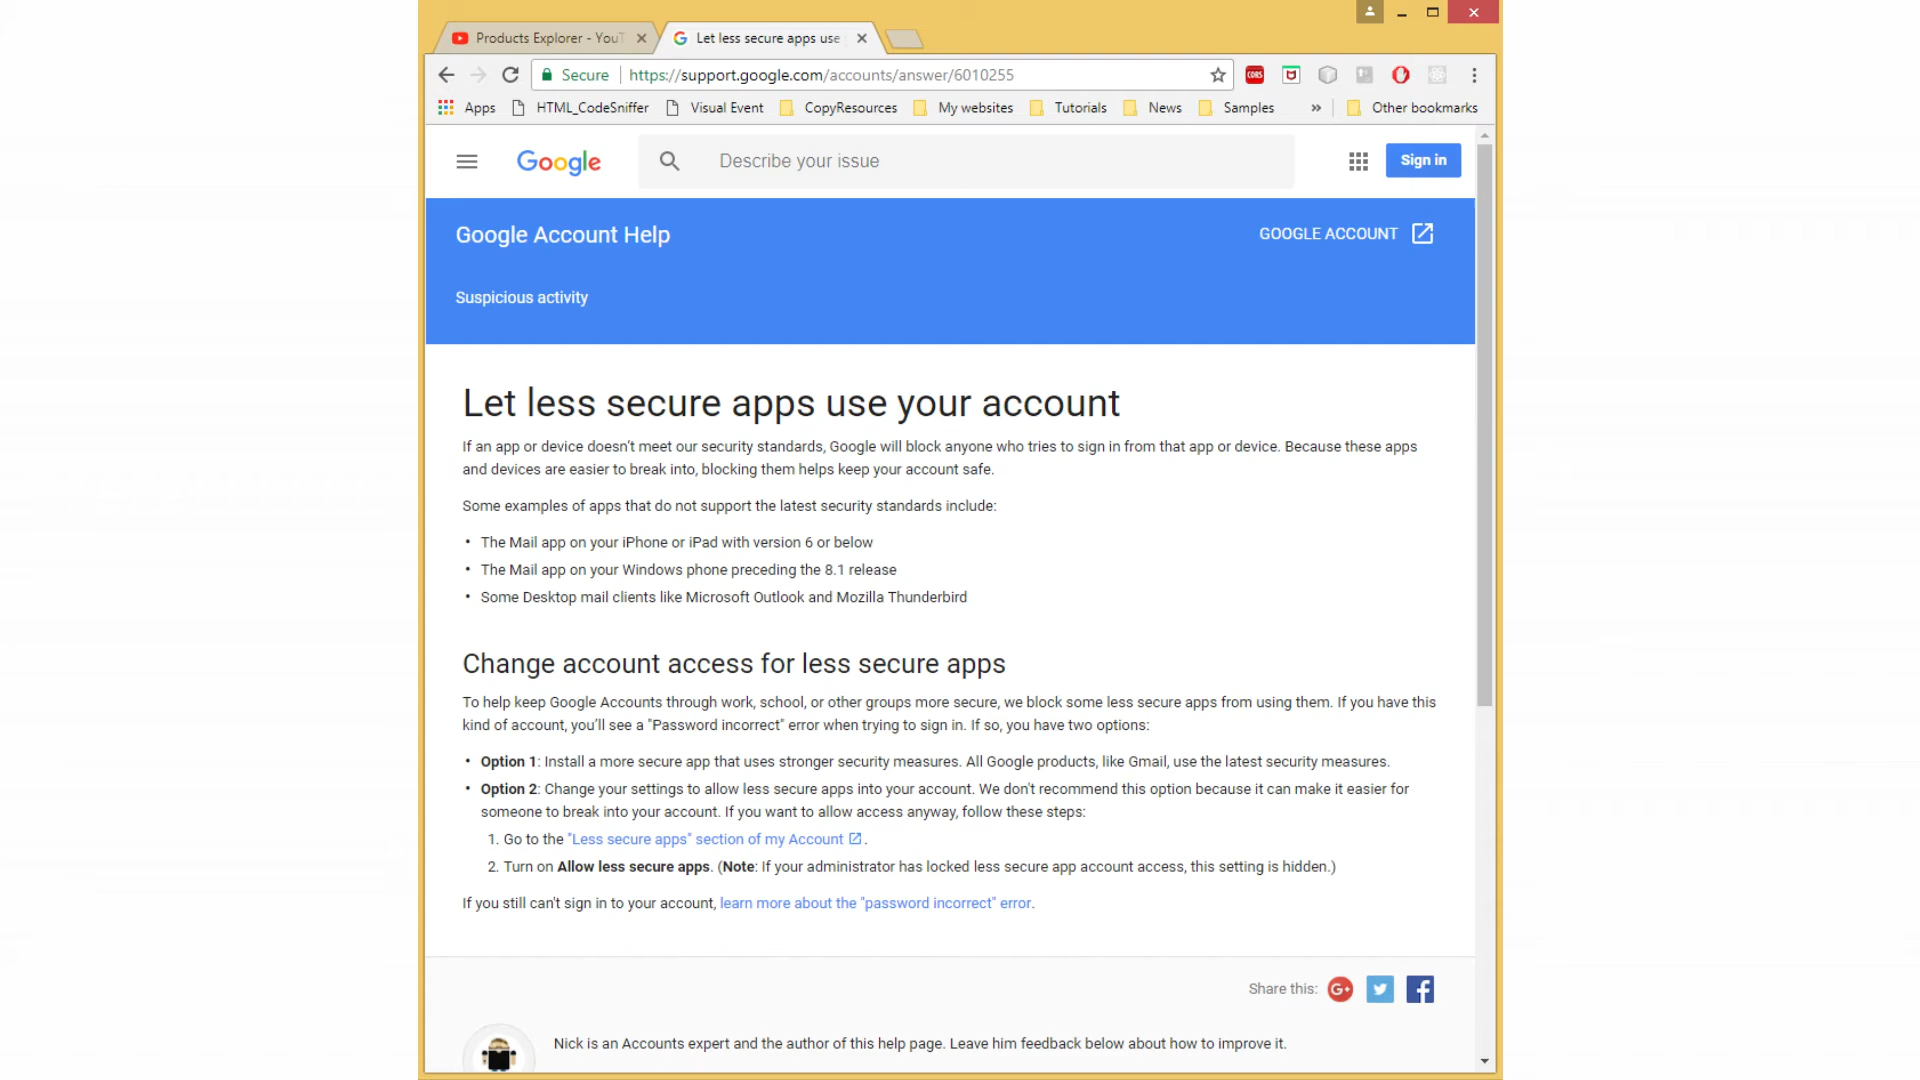 Products Explorer - YouT
Let less secure apps use
Secure
https://support.google.com/accounts/answer/6010255
CORS
Apps
HTML_CodeSniffer
Visual Event
CopyResources
My websites
Tutorials
News
Samples
»
Other bookmarks
Google
Describe your issue
Sign in
Google Account Help
GOOGLE ACCOUNT
Suspicious activity
Let less secure apps use your account
If an app or device doesn't meet our security standards, Google will block anyone who tries to sign in from that app or device. Because these apps
and devices are easier to break into, blocking them helps keep your account safe.
Some examples of apps that do not support the latest security standards include:
• The Mail app on your iPhone or iPad with version 6 or below
• The Mail app on your Windows phone preceding the 8.1 release
• Some Desktop mail clients like Microsoft Outlook and Mozilla Thunderbird
Change account access for less secure apps
To help keep Google Accounts through work, school, or other groups more secure, we block some less secure apps from using them. If you have this
kind of account, you'll see a "Password incorrect" error when trying to sign in. If so, you have two options:
• Option 1: Install a more secure app that uses stronger security measures. All Google products, like Gmail, use the latest security measures.
• Option 2: Change your settings to allow less secure apps into your account. We don't recommend this option because it can make it easier for
someone to break into your account. If you want to allow access anyway, follow these steps:
1. Go to the "Less secure apps" section of my Account.
2. Turn on Allow less secure apps. (Note: If your administrator has locked less secure app account access, this setting is hidden.)
If you still can't sign in to your account, learn more about the "password incorrect" error.
Share this:
G+
Nick is an Accounts expert and the author of this help page. Leave him feedback below about how to improve it.